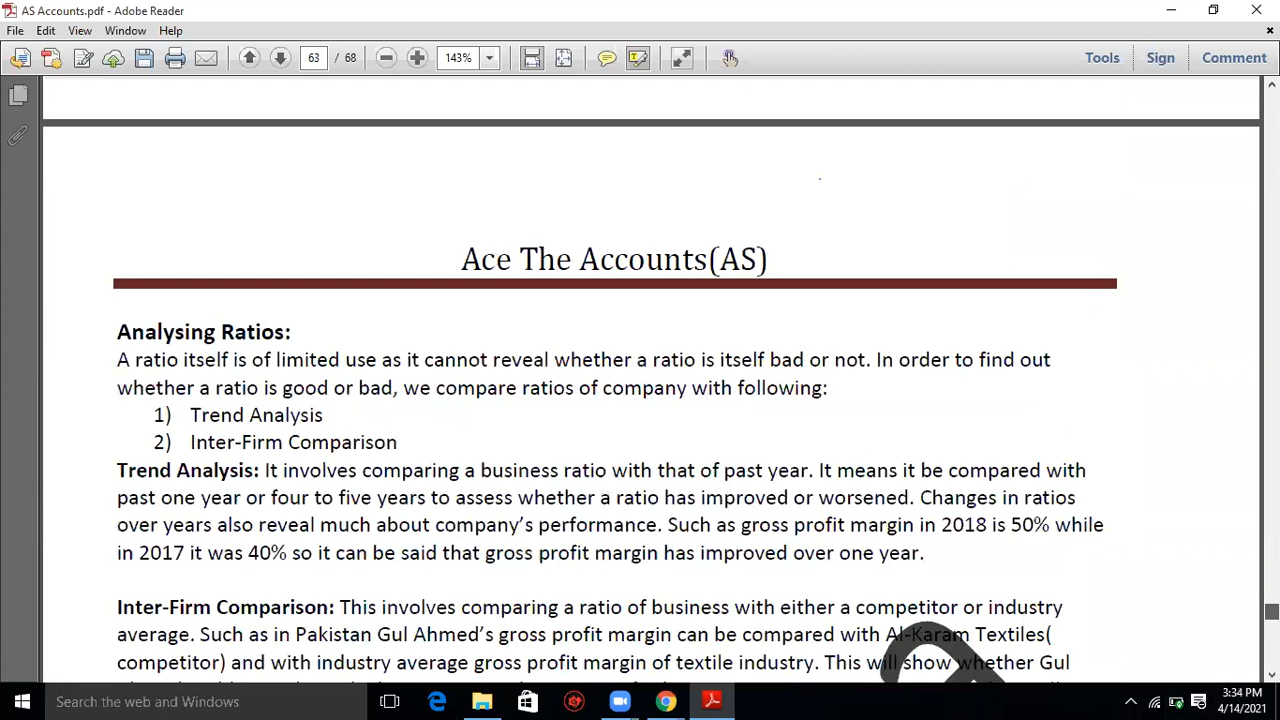 AS Accounts.pdf - Adobe Reader
File Edit View Window Help
63 / 68 143% Tools Sign Comment
Ace The Accounts(AS)
Analysing Ratios:
A ratio itself is of limited use as it cannot reveal whether a ratio is itself bad or not. In order to find out
whether a ratio is good or bad, we compare ratios of company with following:
1) Trend Analysis
2) Inter-Firm Comparison
Trend Analysis: It involves comparing a business ratio with that of past year. It means it be compared with
past one year or four to five years to assess whether a ratio has improved or worsened. Changes in ratios
over years also reveal much about company's performance. Such as gross profit margin in 2018 is 50% while
in 2017 it was 40% so it can be said that gross profit margin has improved over one year.
Inter-Firm Comparison: This involves comparing a ratio of business with either a competitor or industry
average. Such as in Pakistan Gul Ahmed's gross profit margin can be compared with Al-Karam Textiles(
competitor) and with industry average gross profit margin of textile industry. This will show whether Gul
Search the web and Windows
3:34 PM
4/14/2021